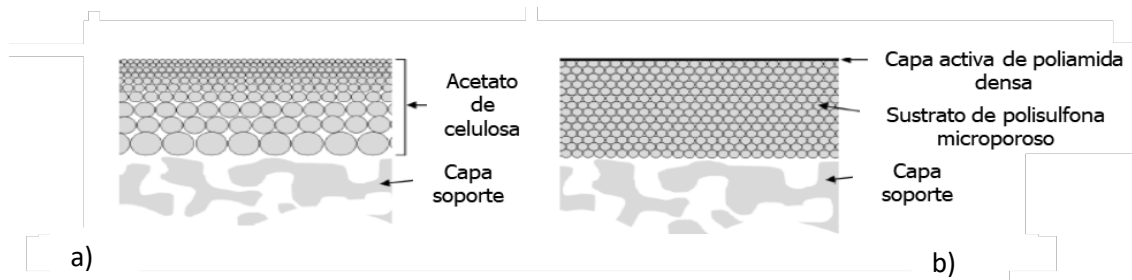 Acetato
de
celulosa
Capa
soporte
a)
Capa activa de poliamida
densa
Sustrato de polisulfona
microporoso
Capa
soporte
b)